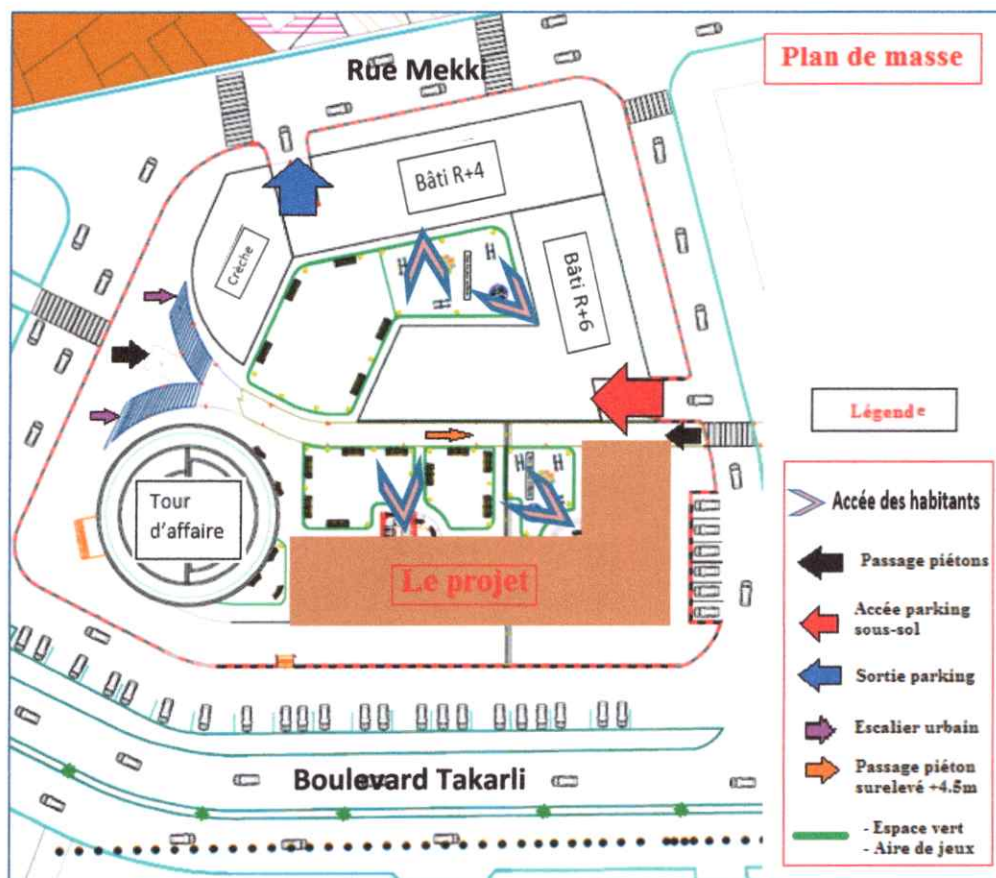 Plan de masse
Rue Mekki
Bâti R+4
Crèche
Bâti R+6
Légende
Tour
d'affaire
Le projet
Accée des habitants
Passage piétons
Accée parking
sous-sol
Sortie parking
Escalier urbain
Passage piéton
surelevé +4.5m
- Espace vert
- Aire de jeux
Boulevard Takarli